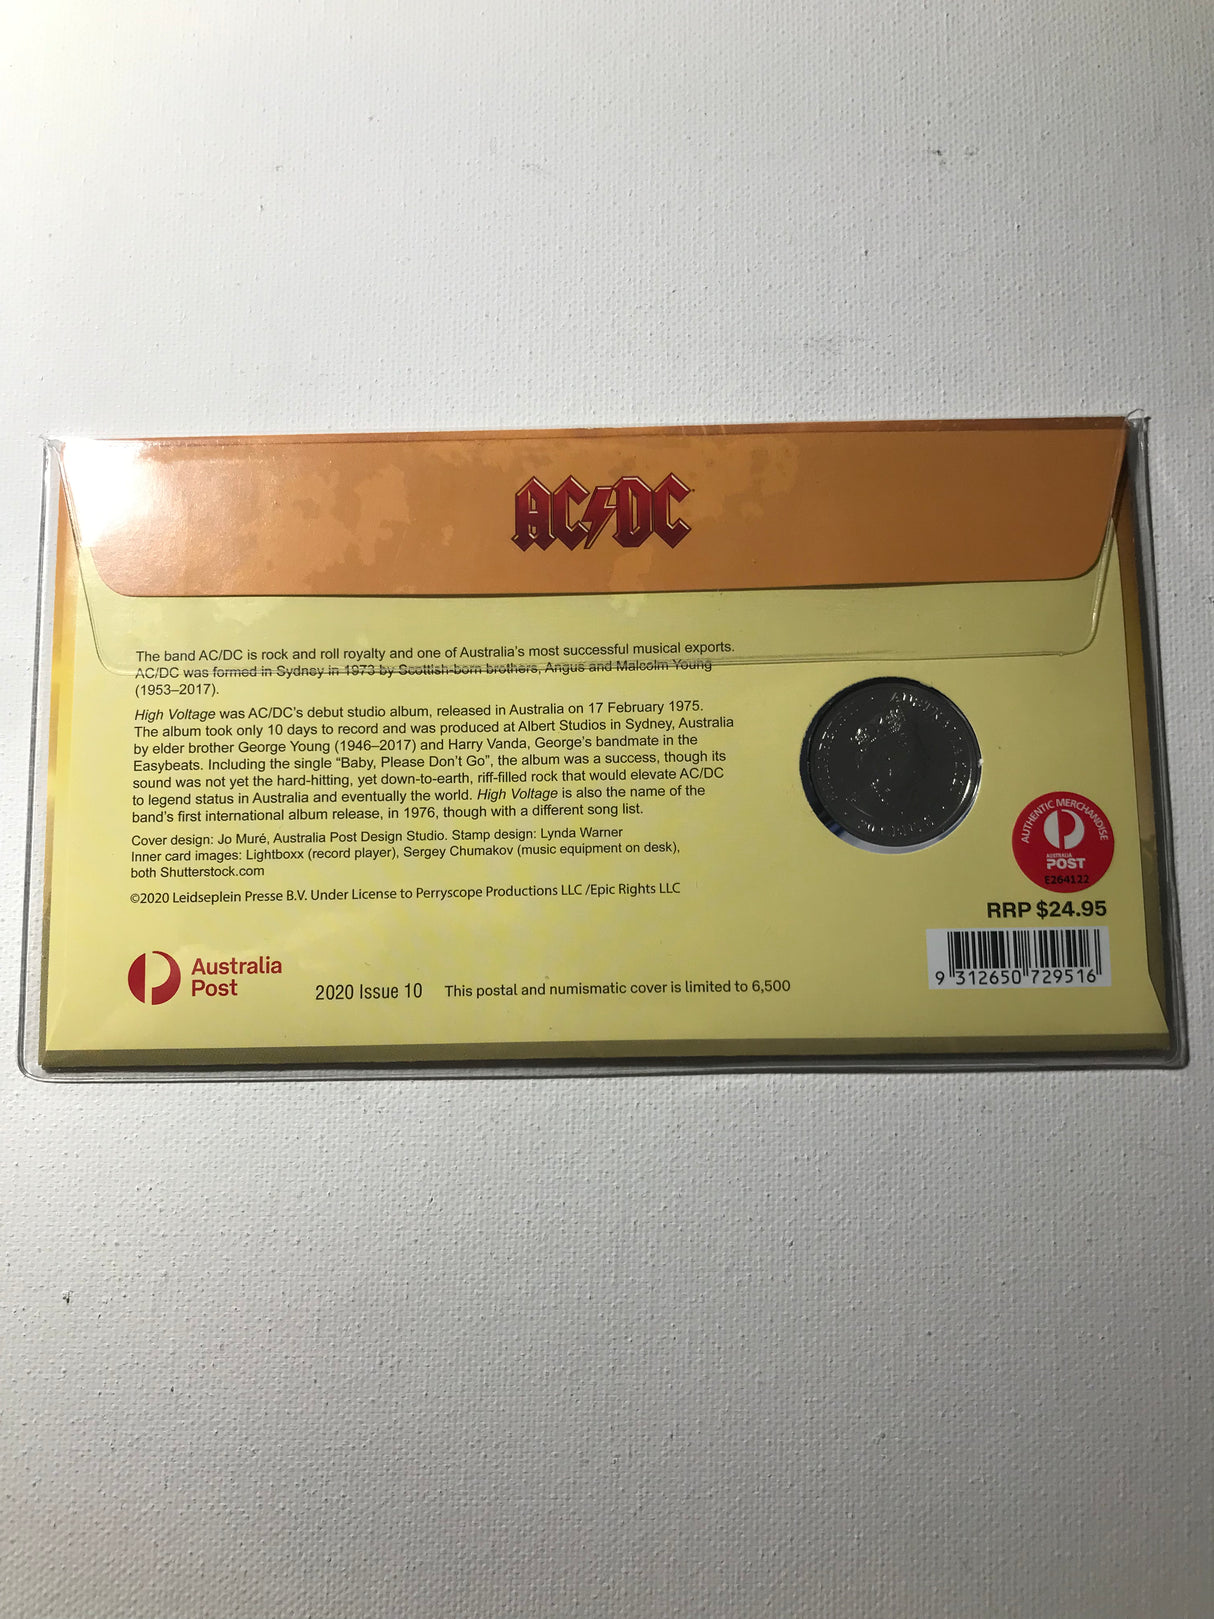 AC/DC
The band AC/DC is rock and roll royalty and one of Australia's most successful musical exports.
AC/DC was formed in Sydney in 1973 by Scottish-born brothers, Angus and Malcolm Young
(1953–2017).
High Voltage was AC/DC's debut studio album, released in Australia on 17 February 1975.
The album took only 10 days to record and was produced at Albert Studios in Sydney, Australia
by elder brother George Young (1946–2017) and Harry Vanda, George's bandmate in the
Easybeats. Including the single “Baby, Please Don't Go”, the album was a success, though its
sound was not yet the hard-hitting, yet down-to-earth, riff-filled rock that would elevate AC/DC
to legend status in Australia and eventually the world. High Voltage is also the name of the
band's first international album release, in 1976, though with a different song list.
Cover design: Jo Muré, Australia Post Design Studio. Stamp design: Lynda Warner
Inner card images: Lightboxx (record player), Sergey Chumakov (music equipment on desk),
both Shutterstock.com
©2020 Leidseplein Presse B.V. Under License to Perryscope Productions LLC /Epic Rights LLC
AUTHENTIC MERCHANDISE
AUSTRALIA
POST
E264122
RRP $24.95
9 312650 729516
Australia
Post
2020 Issue 10
This postal and numismatic cover is limited to 6,500